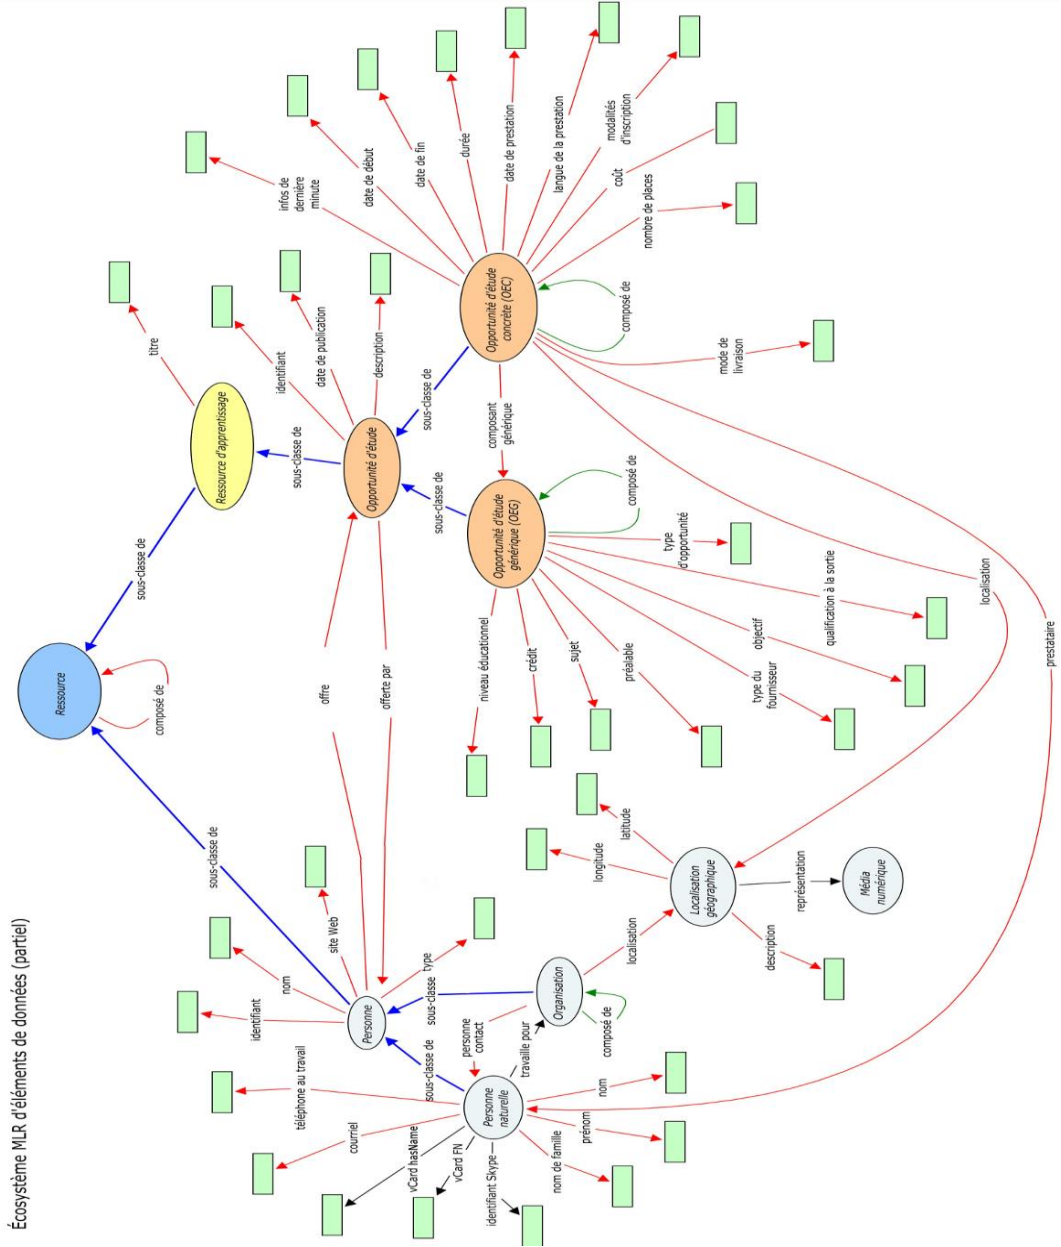 Écosystème MLR d'éléments de données (partiel)
Ressource
composé de
sous-classe de
sous-classe de
Ressource d'apprentissage
titre
sous-classe de
Opportunité d'étude
identifiant
date de publication
description
offre
offerte par
sous-classe de
sous-classe de
Opportunité d'étude
concrète (OEC)
infos de
dernière
minute
date de début
date de fin
durée
date de prestation
langue de la prestation
modalités
d'inscription
coût
nombre de places
composé de
mode de
livraison
composant
générique
localisation
prestataire
Opportunité d'étude
générique (OEG)
composé de
type
d'opportunité
qualification à la sortie
objectif
type du
fournisseur
préalable
sujet
crédit
niveau éducationnel
Personne
identifiant
nom
site Web
type
sous-classe
sous-classe de
Organisation
composé de
localisation
personne
contact
travaille pour
Localisation
géographique
longitude
latitude
description
représentation
Média
numérique
Personne
naturelle
téléphone au travail
courriel
vCard hasName
vCard FN
identifiant Skype
nom de famille
prénom
nom